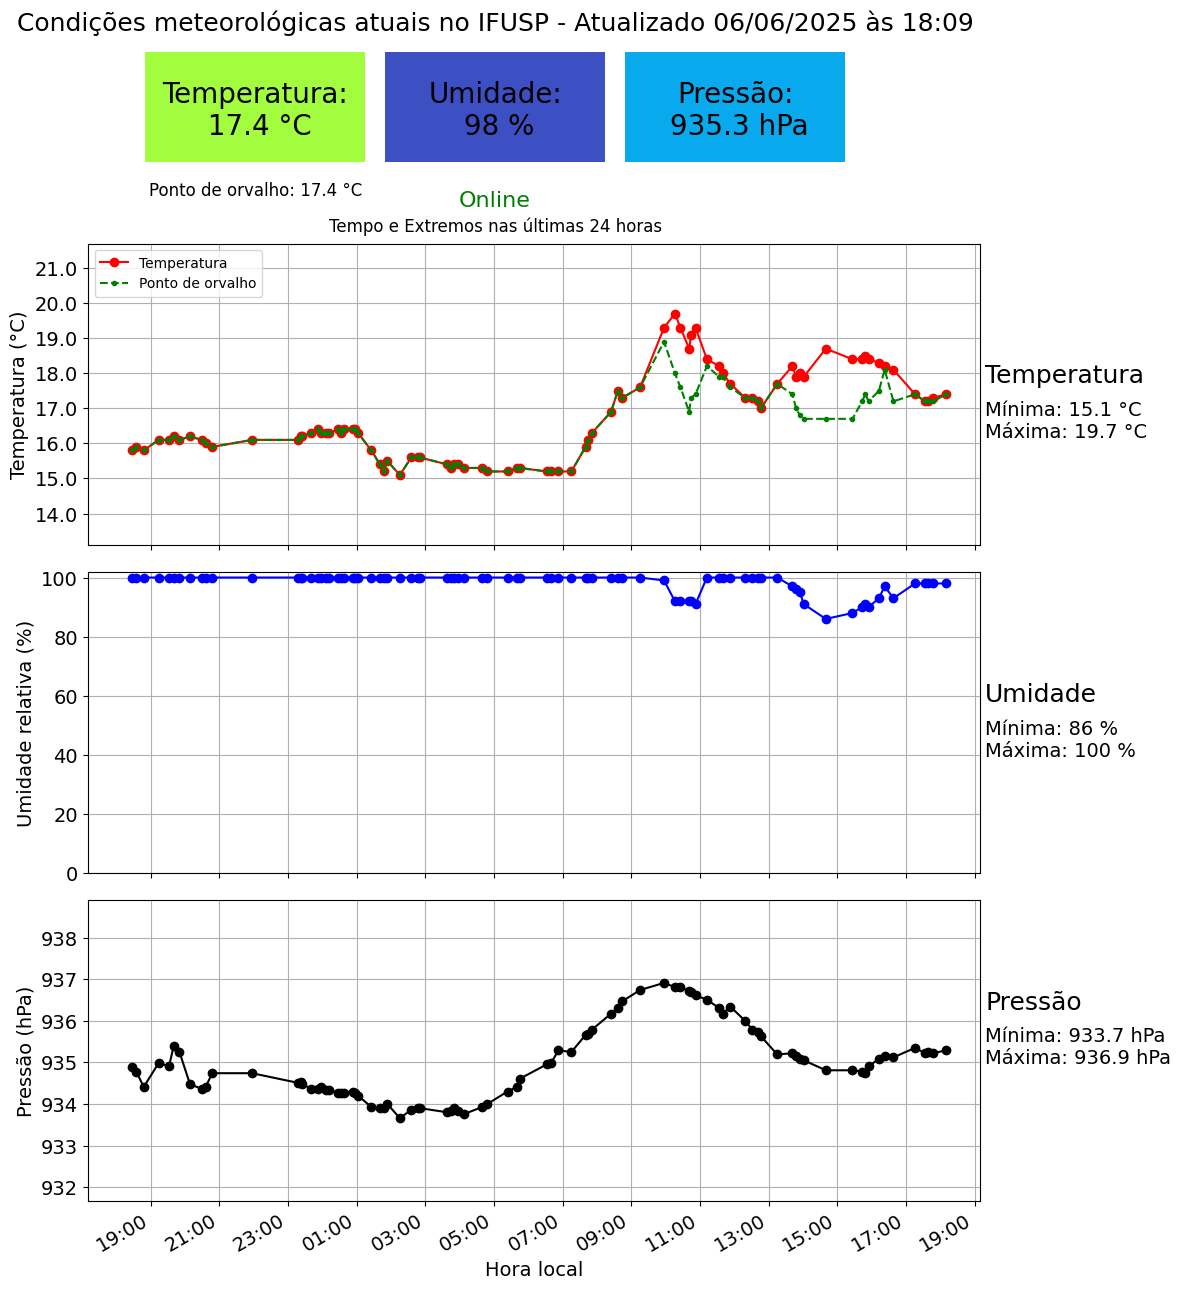 Condições meteorológicas atuais no IFUSP - Atualizado 06/06/2025 às 18:09
Temperatura:
17.4 °C
Umidade:
98 %
Pressão:
935.3 hPa
Ponto de orvalho: 17.4 °C
Online
Tempo e Extremos nas últimas 24 horas
Temperatura
Ponto de orvalho
Temperatura (°C)
21.0
20.0
19.0
18.0
17.0
16.0
15.0
14.0
Temperatura
Mínima: 15.1 °C
Máxima: 19.7 °C
Umidade relativa (%)
100
80
60
40
20
0
Umidade
Mínima: 86 %
Máxima: 100 %
Pressão (hPa)
938
937
936
935
934
933
932
Pressão
Mínima: 933.7 hPa
Máxima: 936.9 hPa
19:00
21:00
23:00
01:00
03:00
05:00
07:00
09:00
11:00
13:00
15:00
17:00
19:00
Hora local